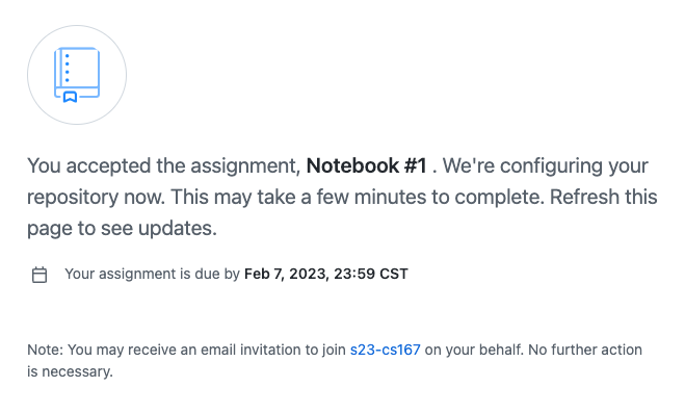 You accepted the assignment, Notebook #1 . We're configuring your
repository now. This may take a few minutes to complete. Refresh this
page to see updates.
Your assignment is due by Feb 7, 2023, 23:59 CST
Note: You may receive an email invitation to join s23-cs167 on your behalf. No further action
is necessary.